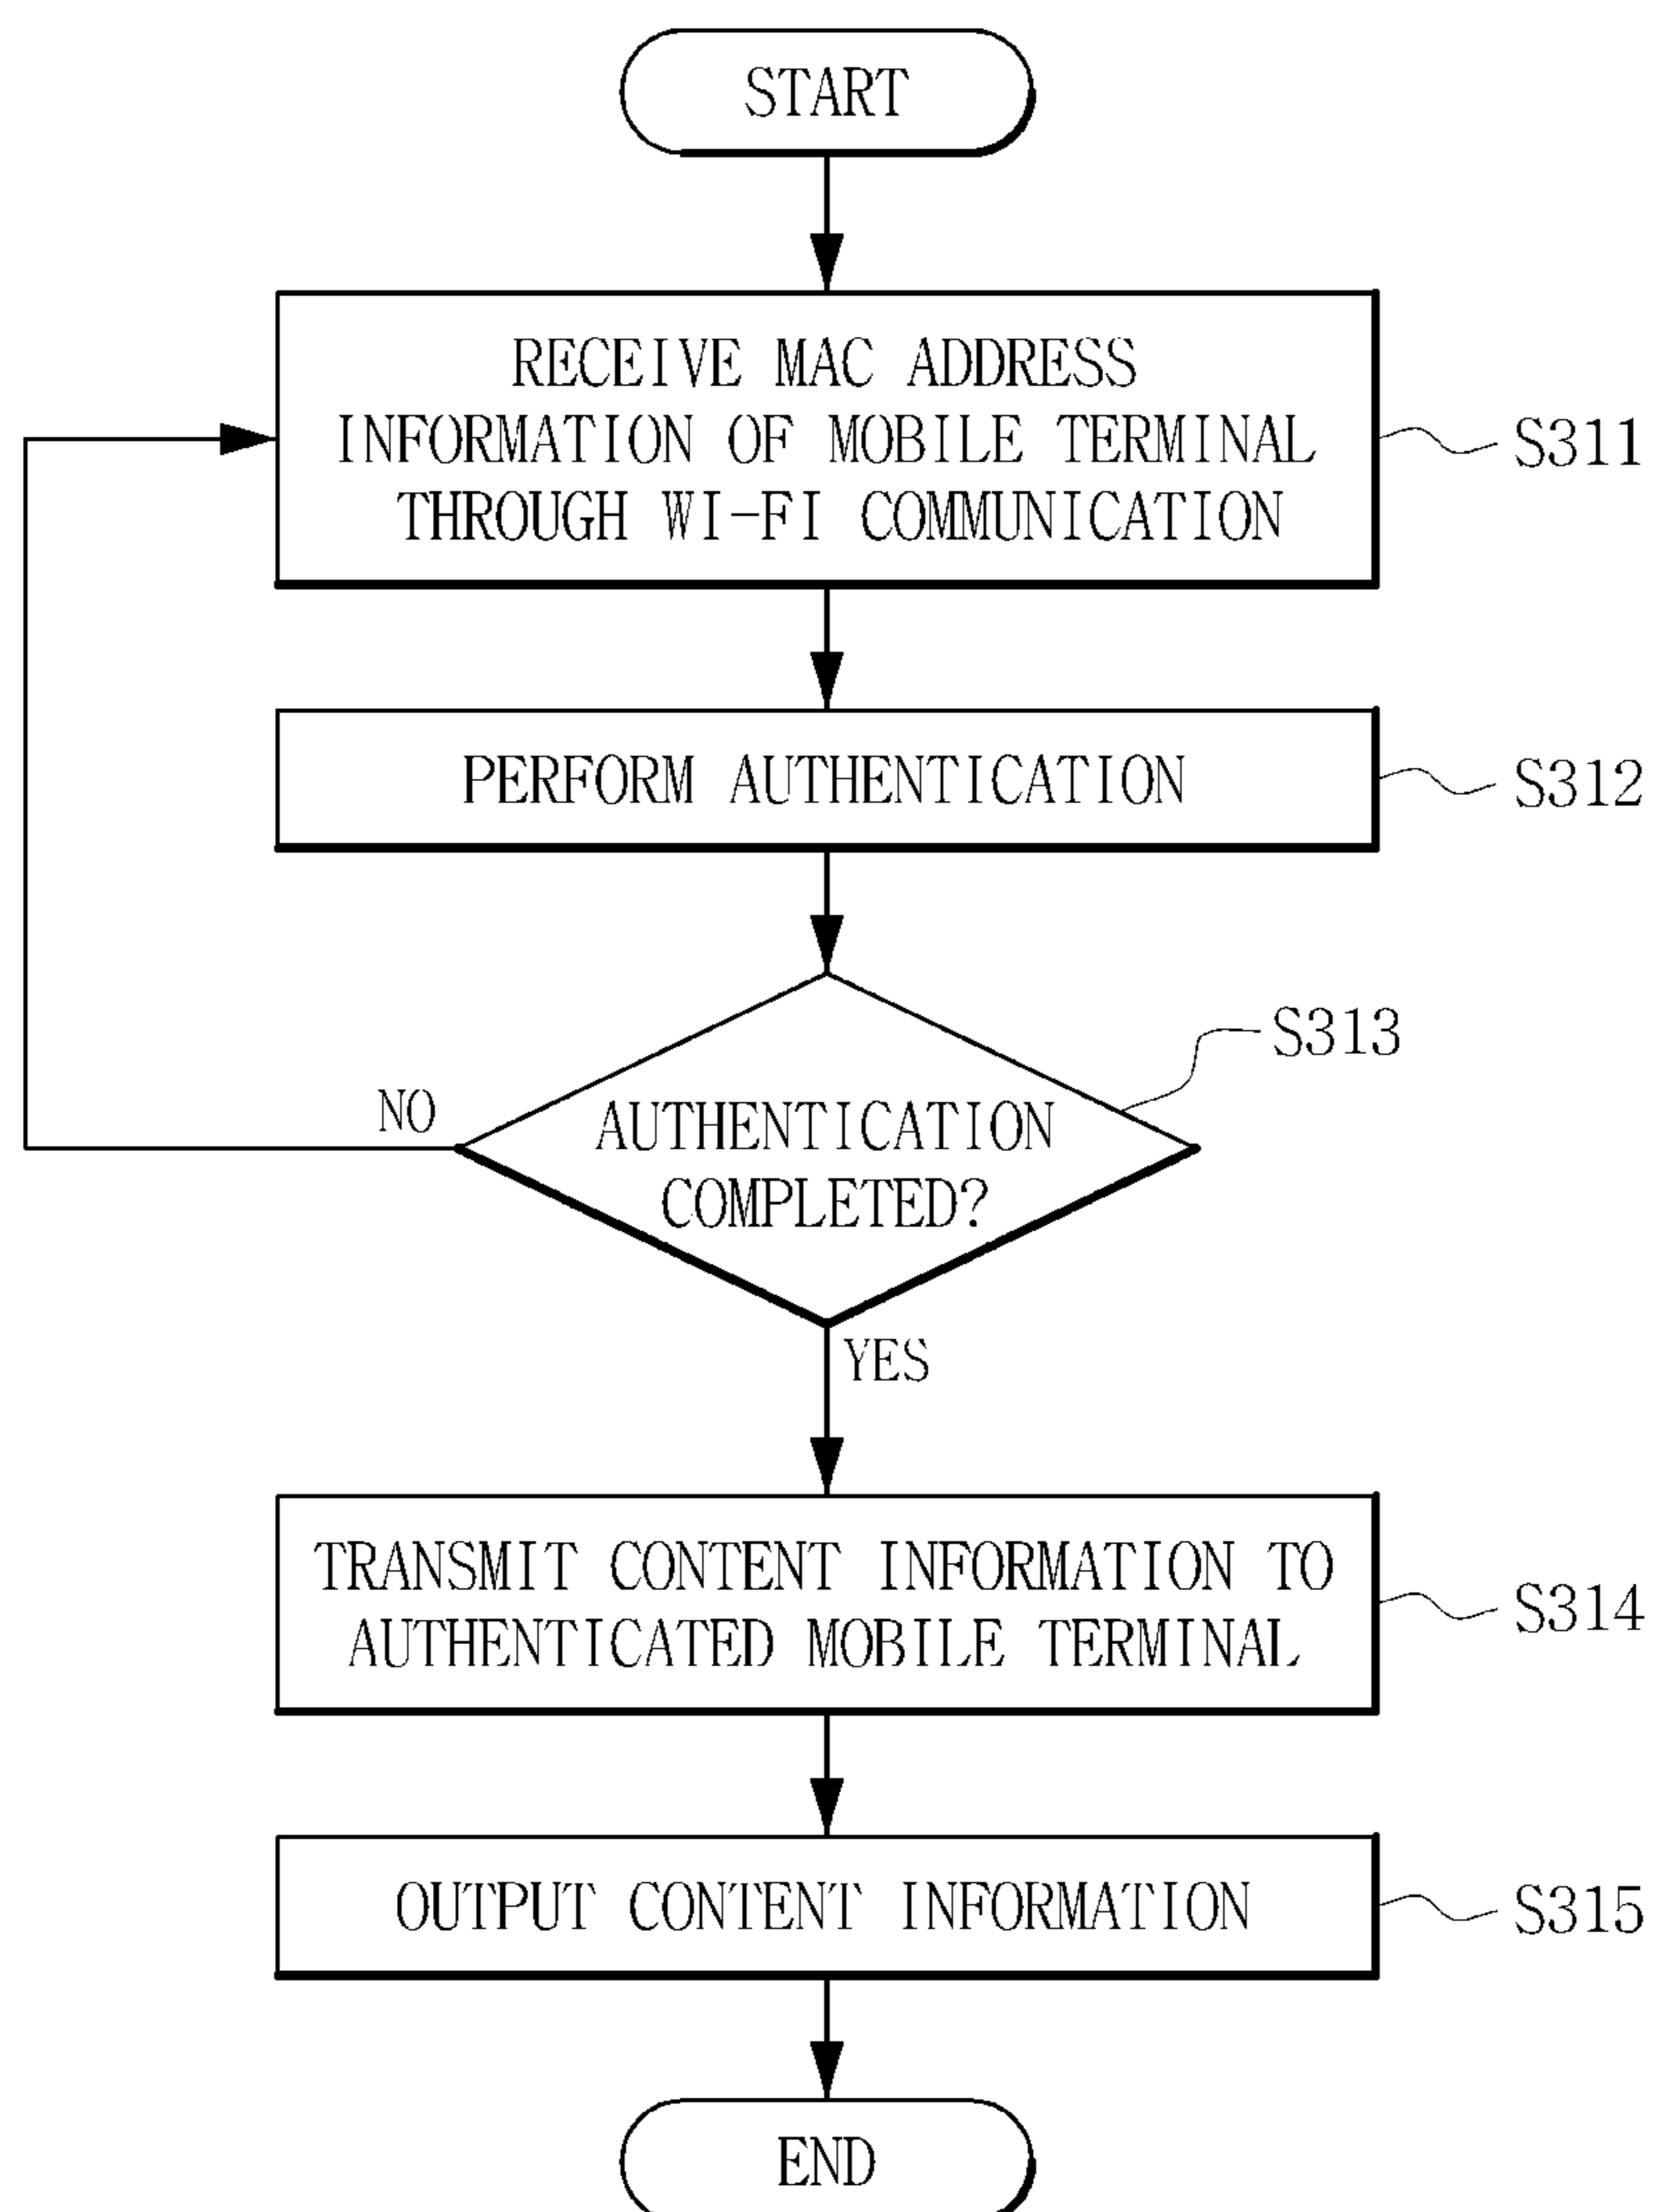 START
RECEIVE MAC ADDRESS
INFORMATION OF MOBILE TERMINAL
THROUGH WI-FI COMMUNICATION
S311
PERFORM AUTHENTICATION
S312
S313
NO
AUTHENTICATION
COMPLETED?
YES
TRANSMIT CONTENT INFORMATION TO
AUTHENTICATED MOBILE TERMINAL
S314
OUTPUT CONTENT INFORMATION
S315
END